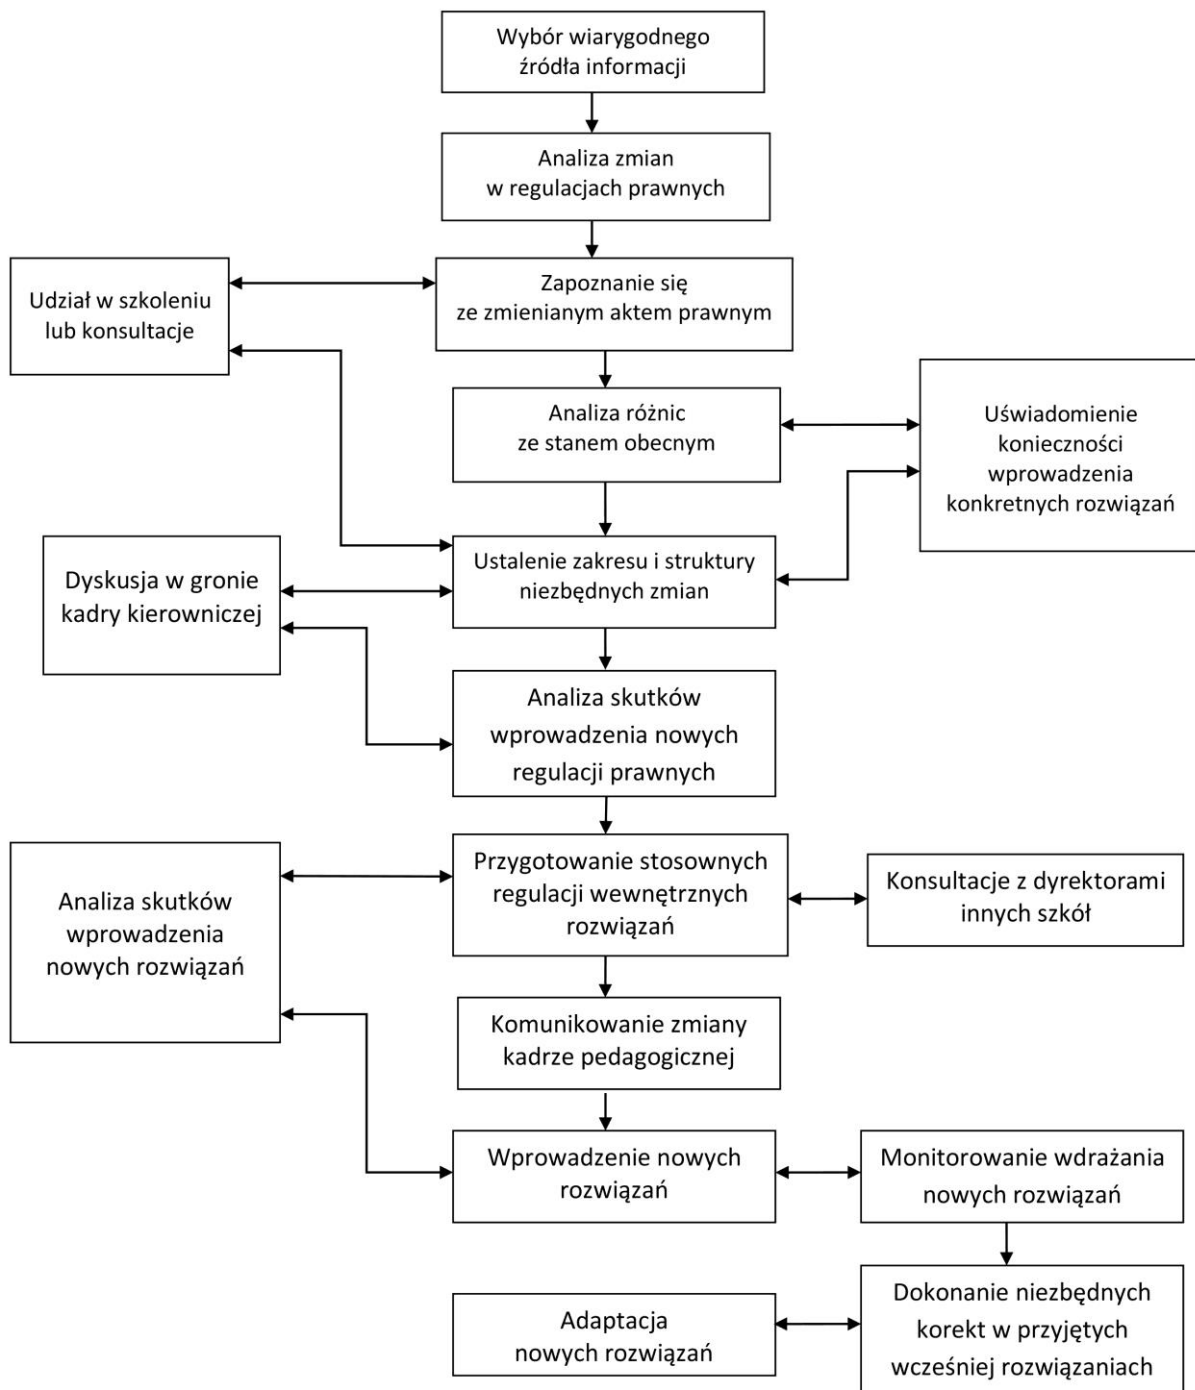 Wybór wiarygodnego
źródła informacji
Analiza zmian
w regulacjach prawnych
Udział w szkoleniu
lub konsultacje
Zapoznanie się
ze zmienianym aktem prawnym
Analiza różnic
ze stanem obecnym
Uświadomienie
konieczności
wprowadzenia
konkretnych rozwiązań
Dyskusja w gronie
kadry kierowniczej
Ustalenie zakresu i struktury
niezbędnych zmian
Analiza skutków
wprowadzenia nowych
regulacji prawnych
Analiza skutków
wprowadzenia
nowych rozwiązań
Przygotowanie stosownych
regulacji wewnętrznych
rozwiązań
Konsultacje z dyrektorami
innych szkół
Komunikowanie zmiany
kadrze pedagogicznej
Wprowadzenie nowych
rozwiązań
Monitorowanie wdrażania
nowych rozwiązań
Adaptacja
nowych rozwiązań
Dokonanie niezbędnych
korekt w przyjętych
wcześniej rozwiązaniach